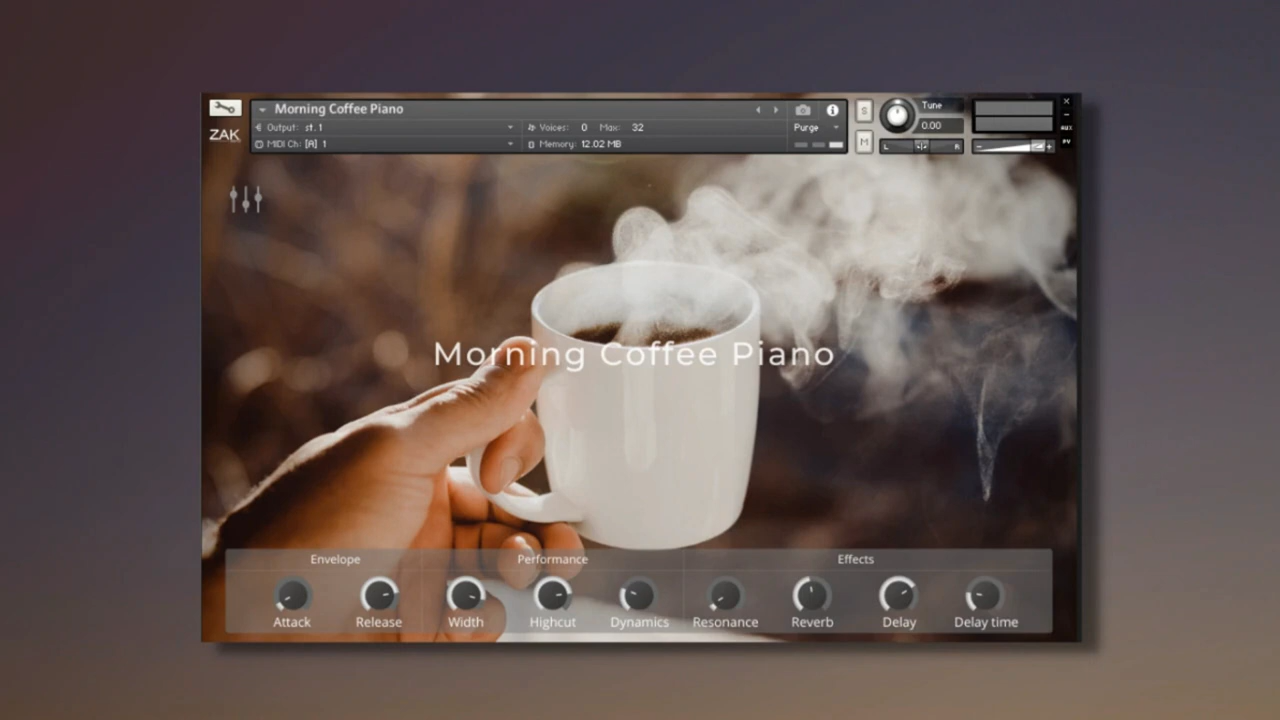 Morning Coffee Piano
Output: st.1
Voices: 0 Max: 32
Purge
MIDI Ch: [A] 1
Memory: 12.02 MB
S
M
Tune
0.00
L R
AUX
PV
ZAK
Morning Coffee Piano
Envelope Performance Effects
Attack Release Width Highcut Dynamics Resonance Reverb Delay Delay time